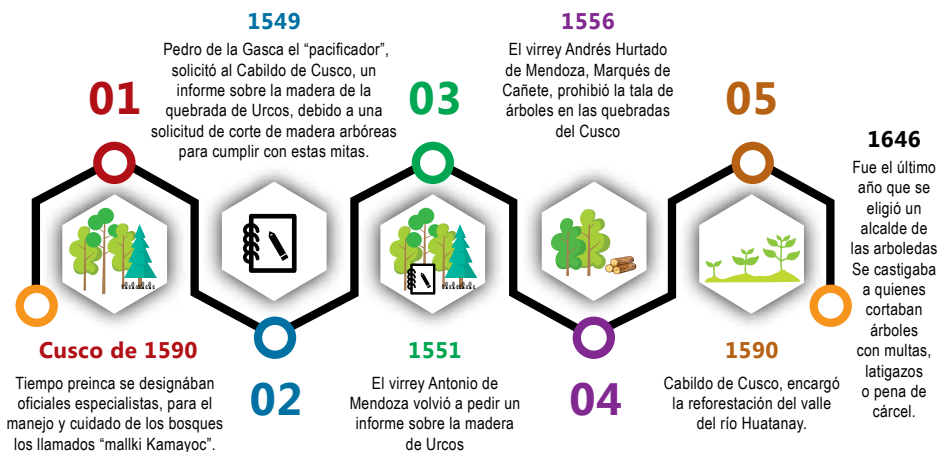 01
Cusco de 1590
Tiempo preinca se designában
oficiales especialistas, para el
manejo y cuidado de los bosques
los llamados “mallki Kamayoc”.
1549
Pedro de la Gasca el “pacificador”,
solicitó al Cabildo de Cusco, un
informe sobre la madera de la
quebrada de Urcos, debido a una
solicitud de corte de madera arbóreas
para cumplir con estas mitas.
02
03
1551
El virrey Antonio de
Mendoza volvió a pedir un
informe sobre la madera
de Urcos
1556
El virrey Andrés Hurtado
de Mendoza, Marqués de
Cañete, prohibió la tala de
árboles en las quebradas
del Cusco
04
05
1590
Cabildo de Cusco, encargó
la reforestación del valle
del río Huatanay.
1646
Fue el último
año que se
eligió un
alcalde de
las arboledas
Se castigaba
a quienes
cortaban
árboles
con multas,
latigazos
o pena de
cárcel.